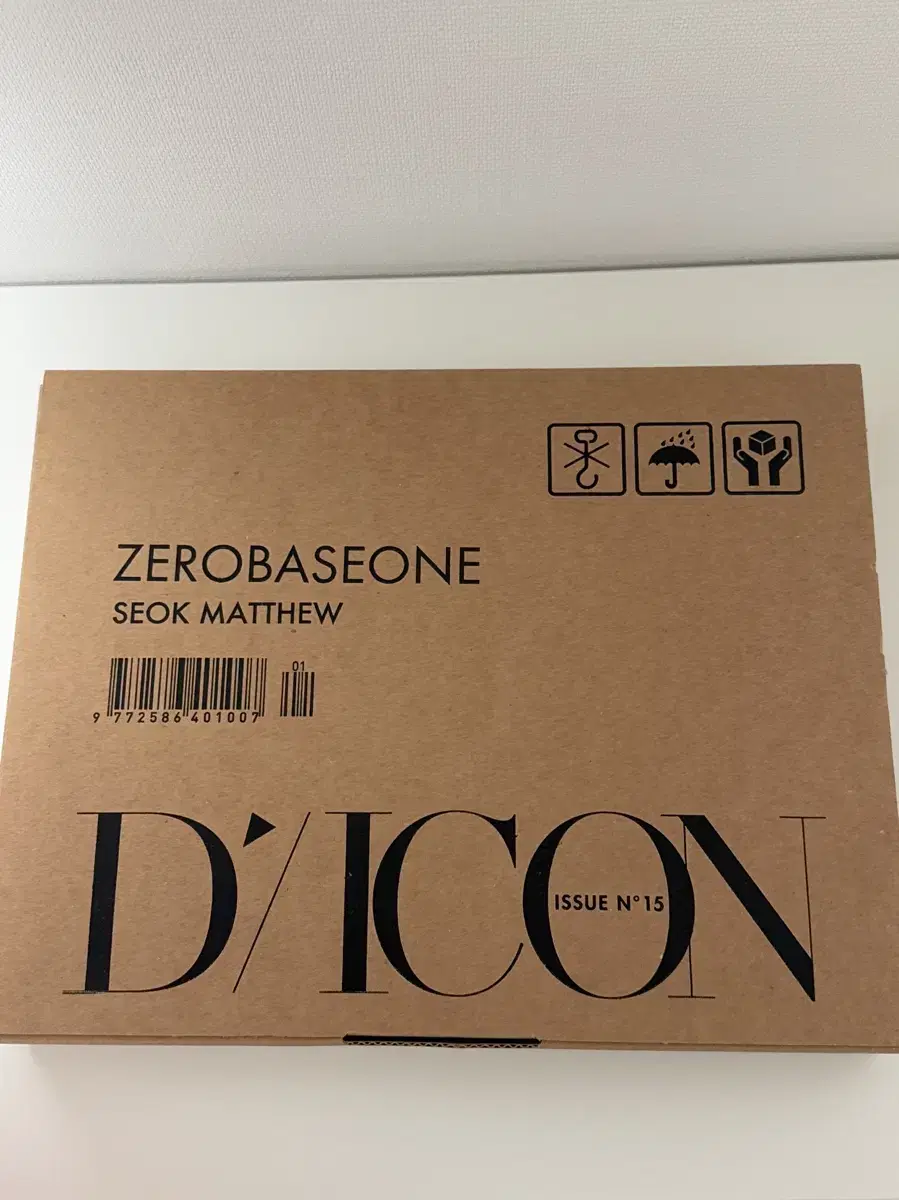 ZEROBASEONE
SEOK MATTHEW
01
9 772586 401007
D'/ICON
ISSUE N°15